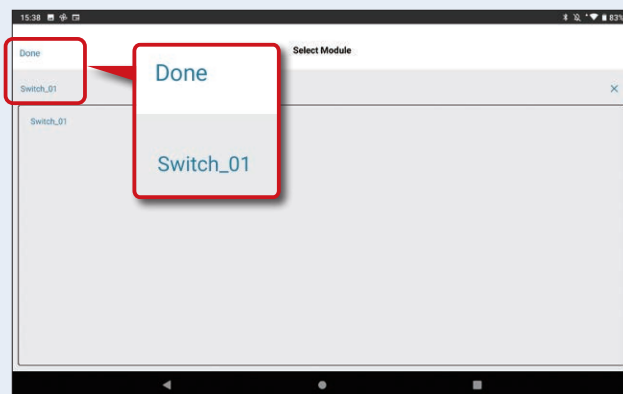 15:38
83%
Done
Select Module
Switch_01
Switch_01
Done
Switch_01